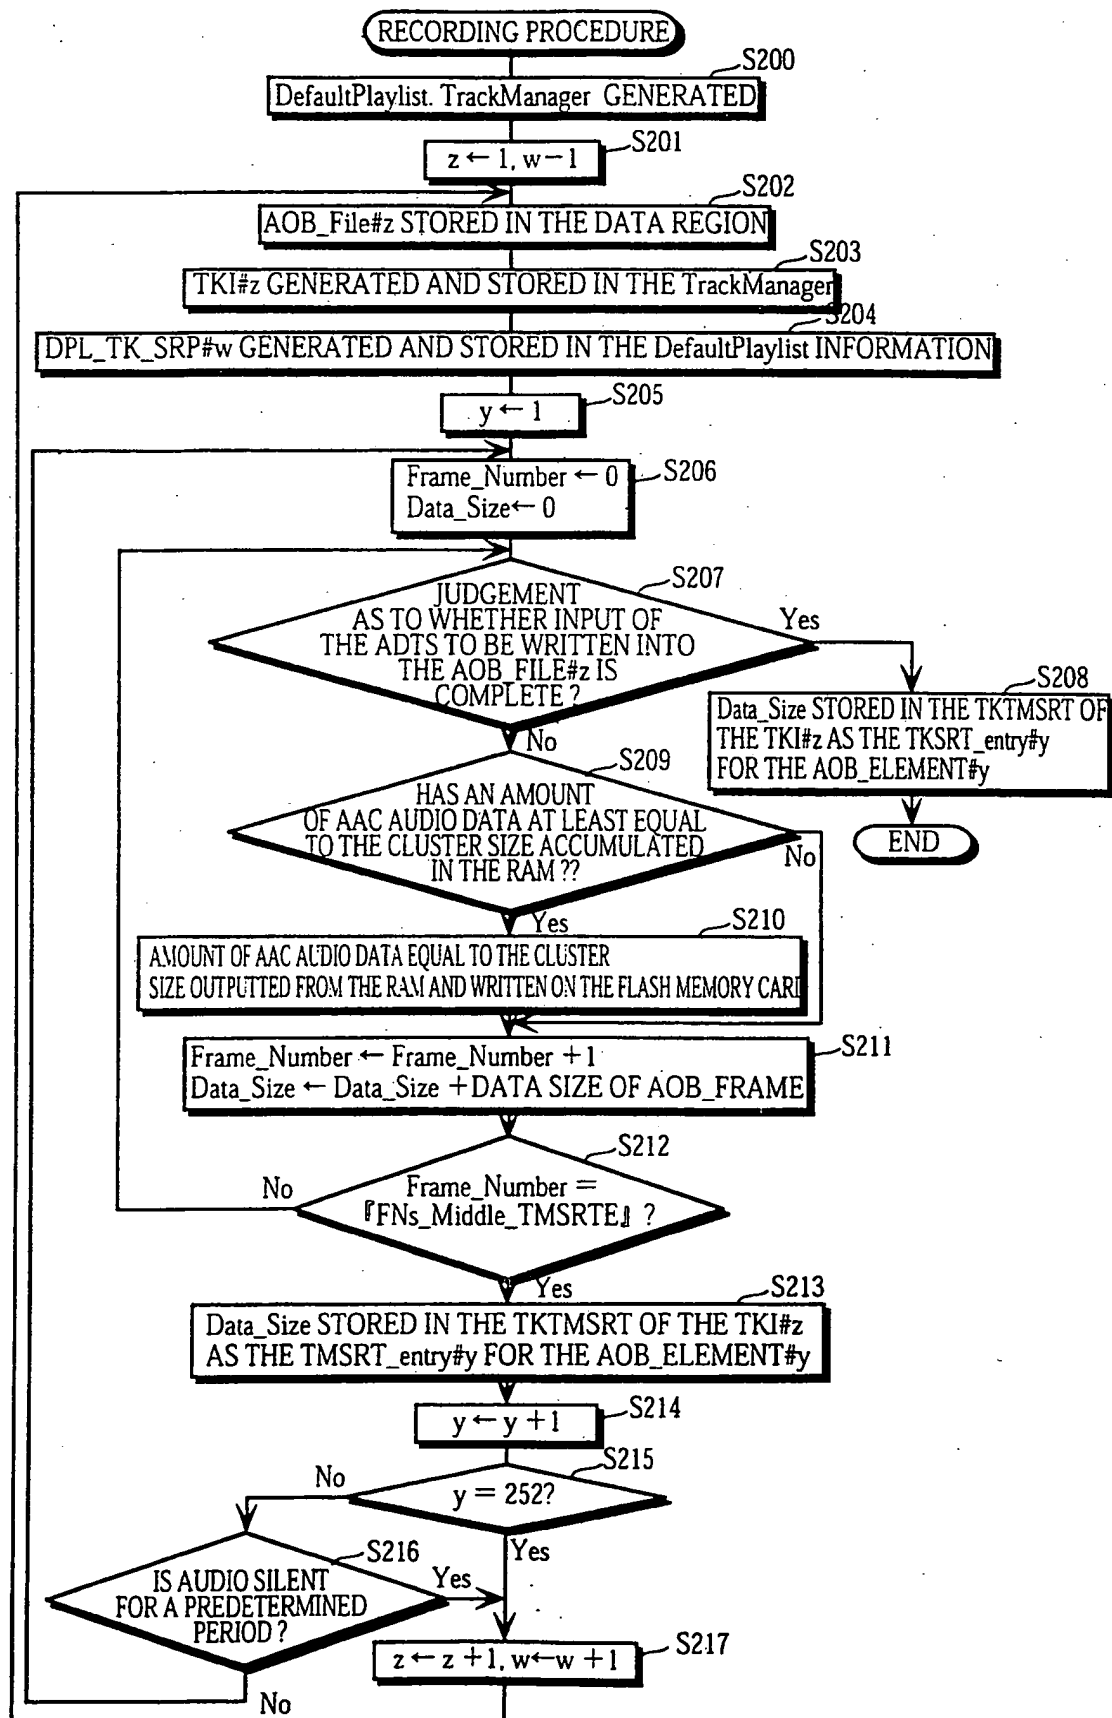 RECORDING PROCEDURE
S200
DefaultPlaylist. TrackManager GENERATED
S201
z ← 1, w−1
S202
AOB_File#z STORED IN THE DATA REGION
S203
TKI#z GENERATED AND STORED IN THE TrackManager
S204
DPL_TK_SRP#w GENERATED AND STORED IN THE DefaultPlaylist INFORMATION
S205
y ← 1
S206
Frame_Number ← 0
Data_Size ← 0
S207
JUDGEMENT
AS TO WHETHER INPUT OF
THE ADTS TO BE WRITTEN INTO
THE AOB_FILE#z IS
COMPLETE ?
Yes
No
S208
Data_Size STORED IN THE TKTMSRT OF
THE TKI#z AS THE TKSRT_entry#y
FOR THE AOB_ELEMENT#y
END
S209
HAS AN AMOUNT
OF AAC AUDIO DATA AT LEAST EQUAL
TO THE CLUSTER SIZE ACCUMULATED
IN THE RAM ??
No
Yes
S210
AMOUNT OF AAC AUDIO DATA EQUAL TO THE CLUSTER
SIZE OUTPUTTED FROM THE RAM AND WRITTEN ON THE FLASH MEMORY CARD
S211
Frame_Number ← Frame_Number +1
Data_Size ← Data_Size +DATA SIZE OF AOB_FRAME
S212
Frame_Number =
『FNs_Middle_TMSRTE』 ?
No
Yes
S213
Data_Size STORED IN THE TKTMSRT OF THE TKI#z
AS THE TMSRT_entry#y FOR THE AOB_ELEMENT#y
S214
y ← y +1
S215
y = 252?
No
Yes
S216
IS AUDIO SILENT
FOR A PREDETERMINED
PERIOD ?
Yes
No
S217
z ← z +1, w←w +1